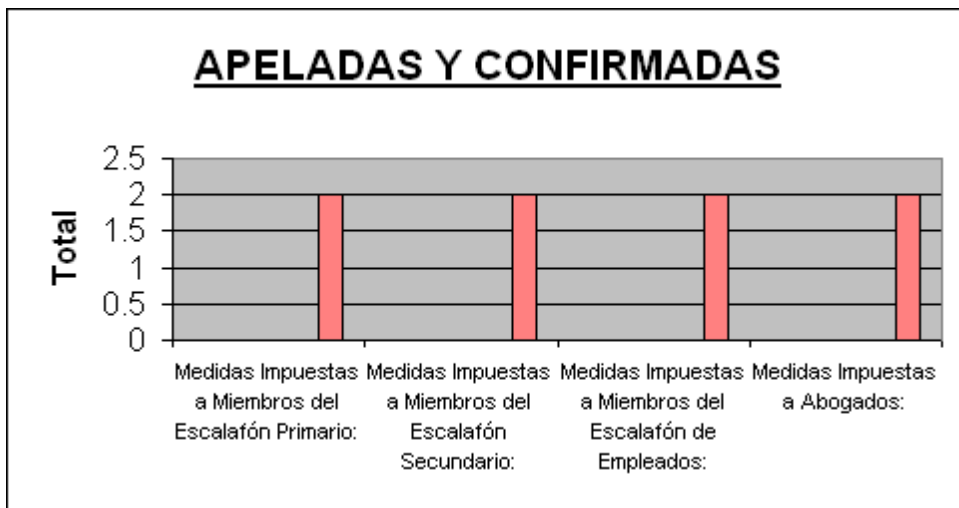 APELADAS Y CONFIRMADAS
Total
2.5
2
1.5
1
0.5
0
Medidas Impuestas
a Miembros del
Escalafón Primario:
Medidas Impuestas
a Miembros del
Escalafón
Secundario:
Medidas Impuestas
a Miembros del
Escalafón de
Empleados:
Medidas Impuestas
a Abogados: